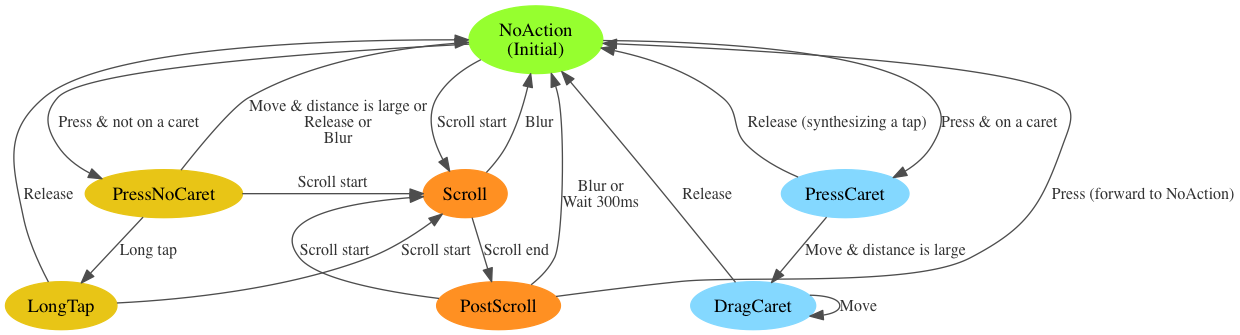 NoAction
(Initial)
Press & not on a caret
Move & distance is large or
Release or
Blur
Scroll start
Blur
Release (synthesizing a tap)
Press & on a caret
PressNoCaret
Scroll start
Scroll
Blur or
Wait 300ms
PressCaret
Release
Release
Press (forward to NoAction)
Long tap
Scroll start
Scroll start
Scroll end
Move & distance is large
LongTap
PostScroll
DragCaret
Move